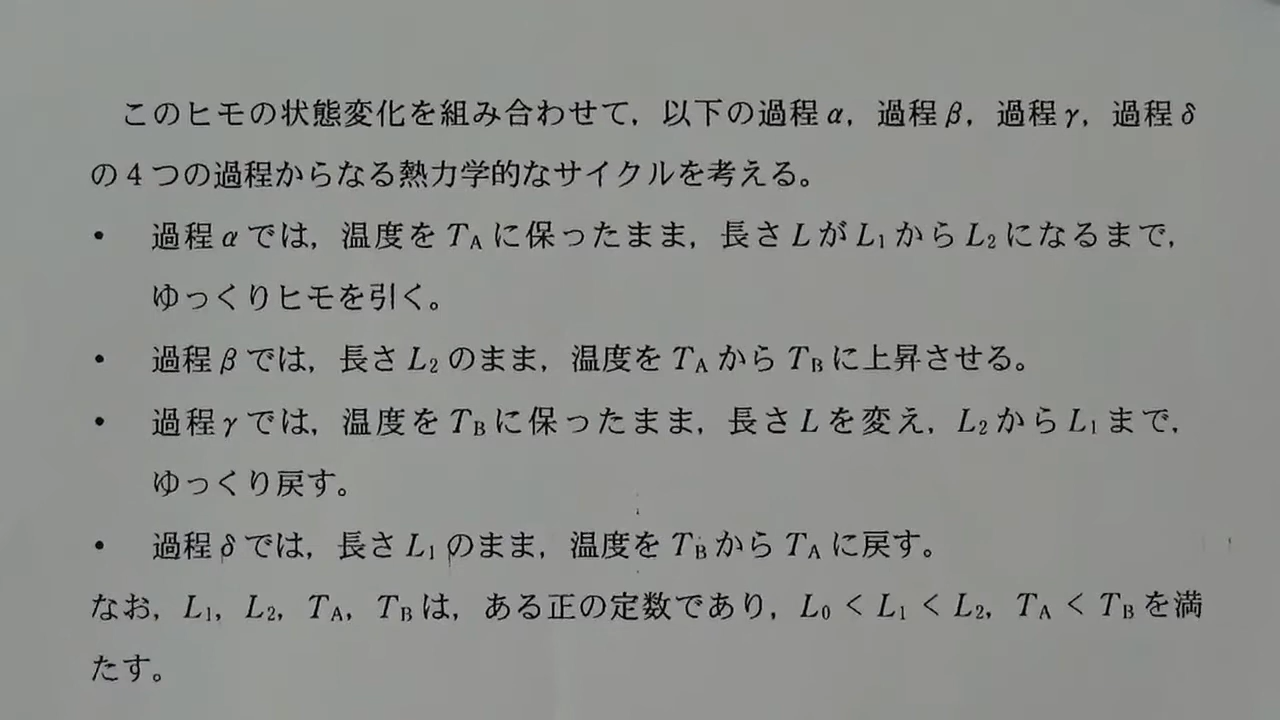 このヒモの状態変化を組み合わせて，以下の過程α，過程β，過程γ，過程δ
の4つの過程からなる熱力学的なサイクルを考える。
• 過程αでは，温度をT_Aに保ったまま，長さLがL₁からL₂になるまで，
ゆっくりヒモを引く。
• 過程βでは，長さL₂のまま，温度をT_AからT_Bに上昇させる。
• 過程γでは，温度をT_Bに保ったまま，長さLを変え，L₂からL₁まで，
ゆっくり戻す。
• 過程δでは，長さL₁のまま，温度をT_BからT_Aに戻す。
なお，L₁，L₂，T_A，T_Bは，ある正の定数であり，L₀ < L₁ < L₂，T_A < T_Bを満
たす。